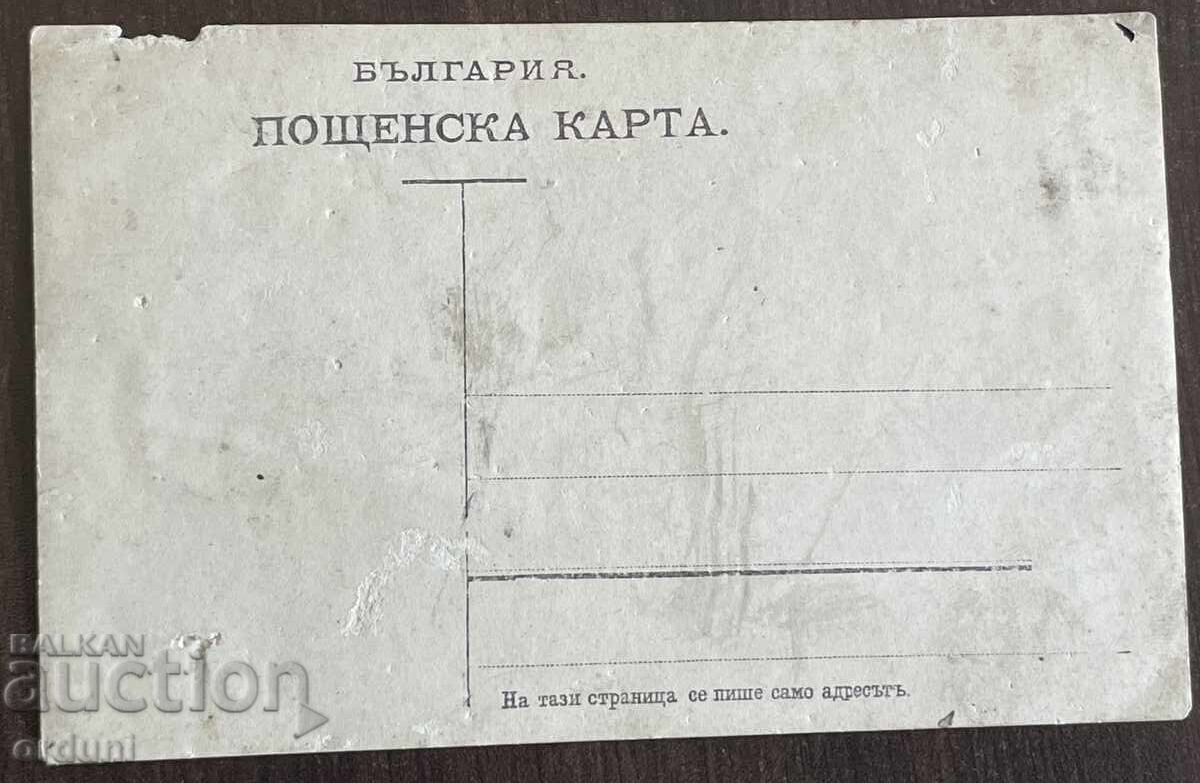 БЪЛГАРИЯ.
ПОЩЕНСКА КАРТА.
На тази страница се пише само адресътъ.
BALKAN
auction
orduni